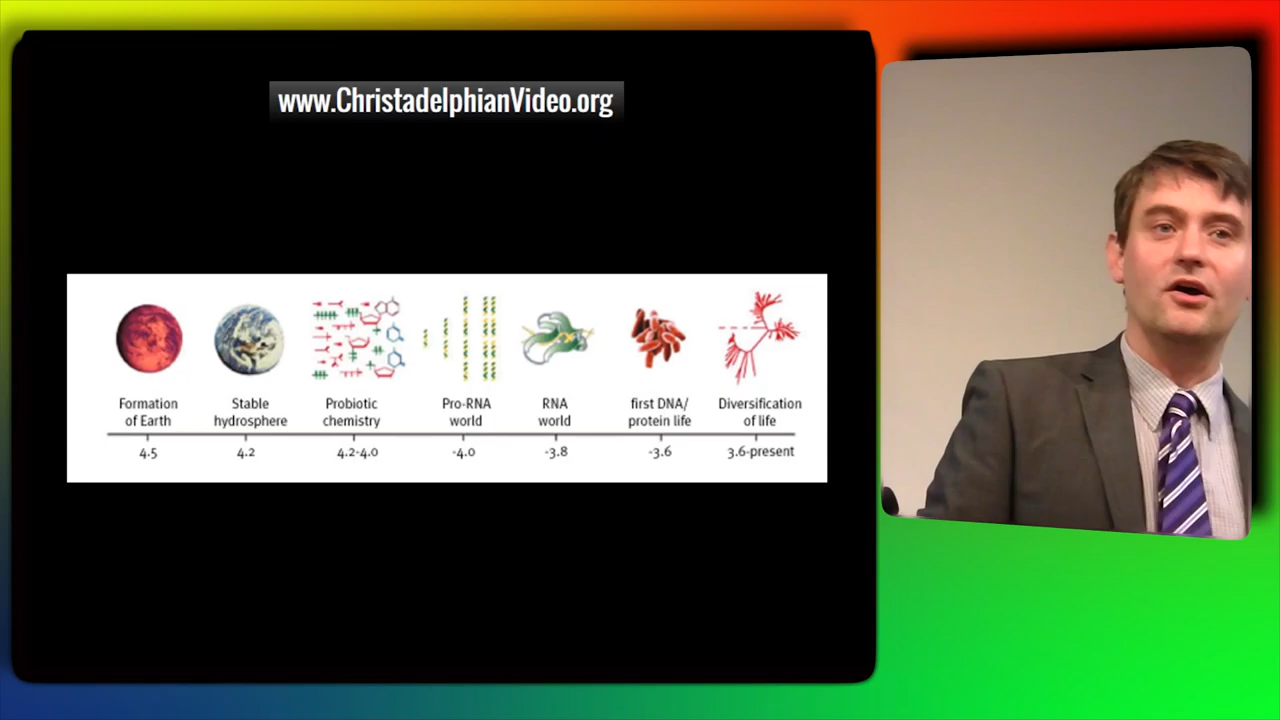 www.ChristadelphianVideo.org
Formation Stable Probiotic Pro-RNA RNA first DNA/ Diversification
of Earth hydrosphere chemistry world world protein life of life
4.5 4.2 4.2-4.0 -4.0 -3.8 -3.6 3.6-present